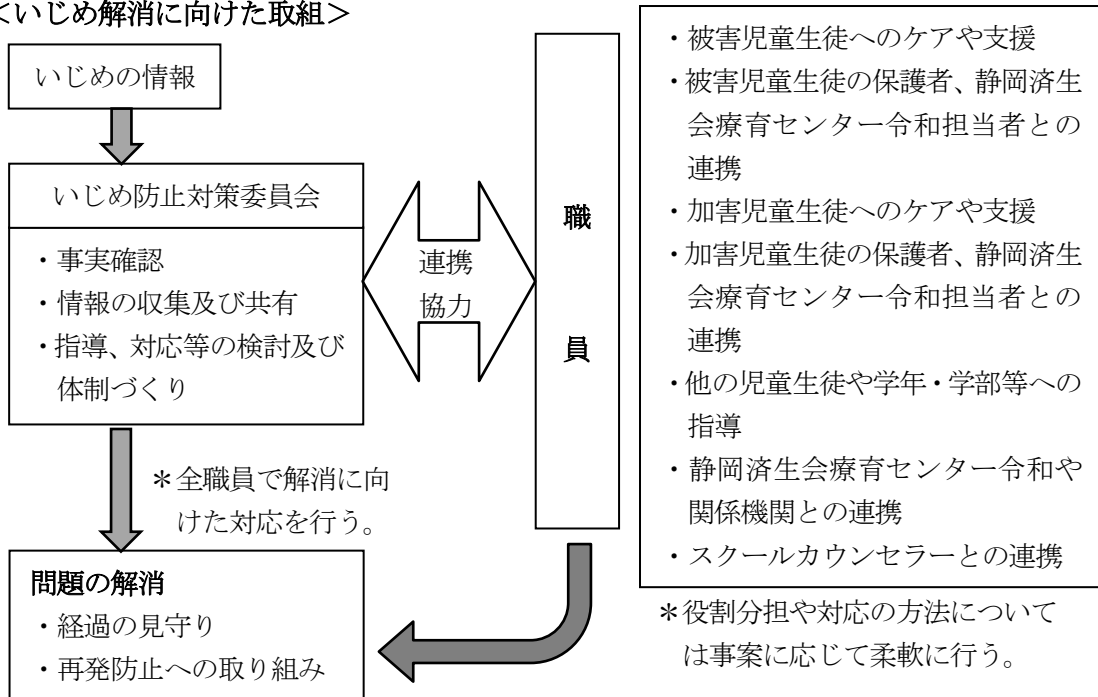 ＜いじめ解消に向けた取組＞
いじめの情報
いじめ防止対策委員会
・事実確認
・情報の収集及び共有
・指導、対応等の検討及び
体制づくり
連携
協力
職
員
＊全職員で解消に向
けた対応を行う。
問題の解消
・経過の見守り
・再発防止への取り組み
・被害児童生徒へのケアや支援
・被害児童生徒の保護者、静岡済生
会療育センター令和担当者との
連携
・加害児童生徒へのケアや支援
・加害児童生徒の保護者、静岡済生
会療育センター令和担当者との
連携
・他の児童生徒や学年・学部等への
指導
・静岡済生会療育センター令和や
関係機関との連携
・スクールカウンセラーとの連携
＊役割分担や対応の方法について
は事案に応じて柔軟に行う。